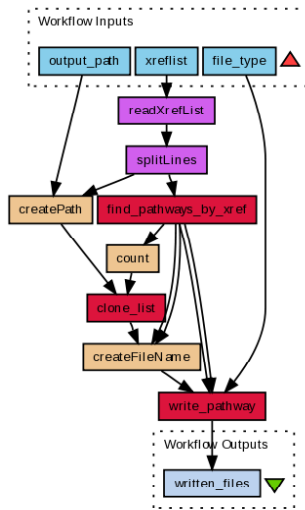 Workflow Inputs
output_path xreflist file_type
readXrefList
splitLines
createPath find_pathways_by_xref
count
clone_list
createFileName
write_pathway
Workflow Outputs
written_files